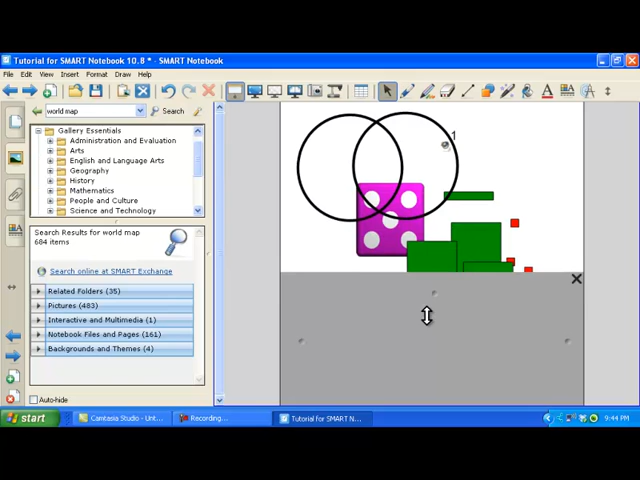 Tutorial for SMART Notebook 10.8 * - SMART Notebook
File Edit View Insert Format Draw Help
world map Search
Gallery Essentials
Administration and Evaluation
Arts
English and Language Arts
Geography
History
Mathematics
People and Culture
Science and Technology
Search Results for world map
684 items
Search online at SMART Exchange
Related Folders (35)
Pictures (483)
Interactive and Multimedia (1)
Notebook Files and Pages (161)
Backgrounds and Themes (4)
Auto-hide
1
start Camtasia Studio - Unt... Recording... Tutorial for SMART N... 9:44 PM